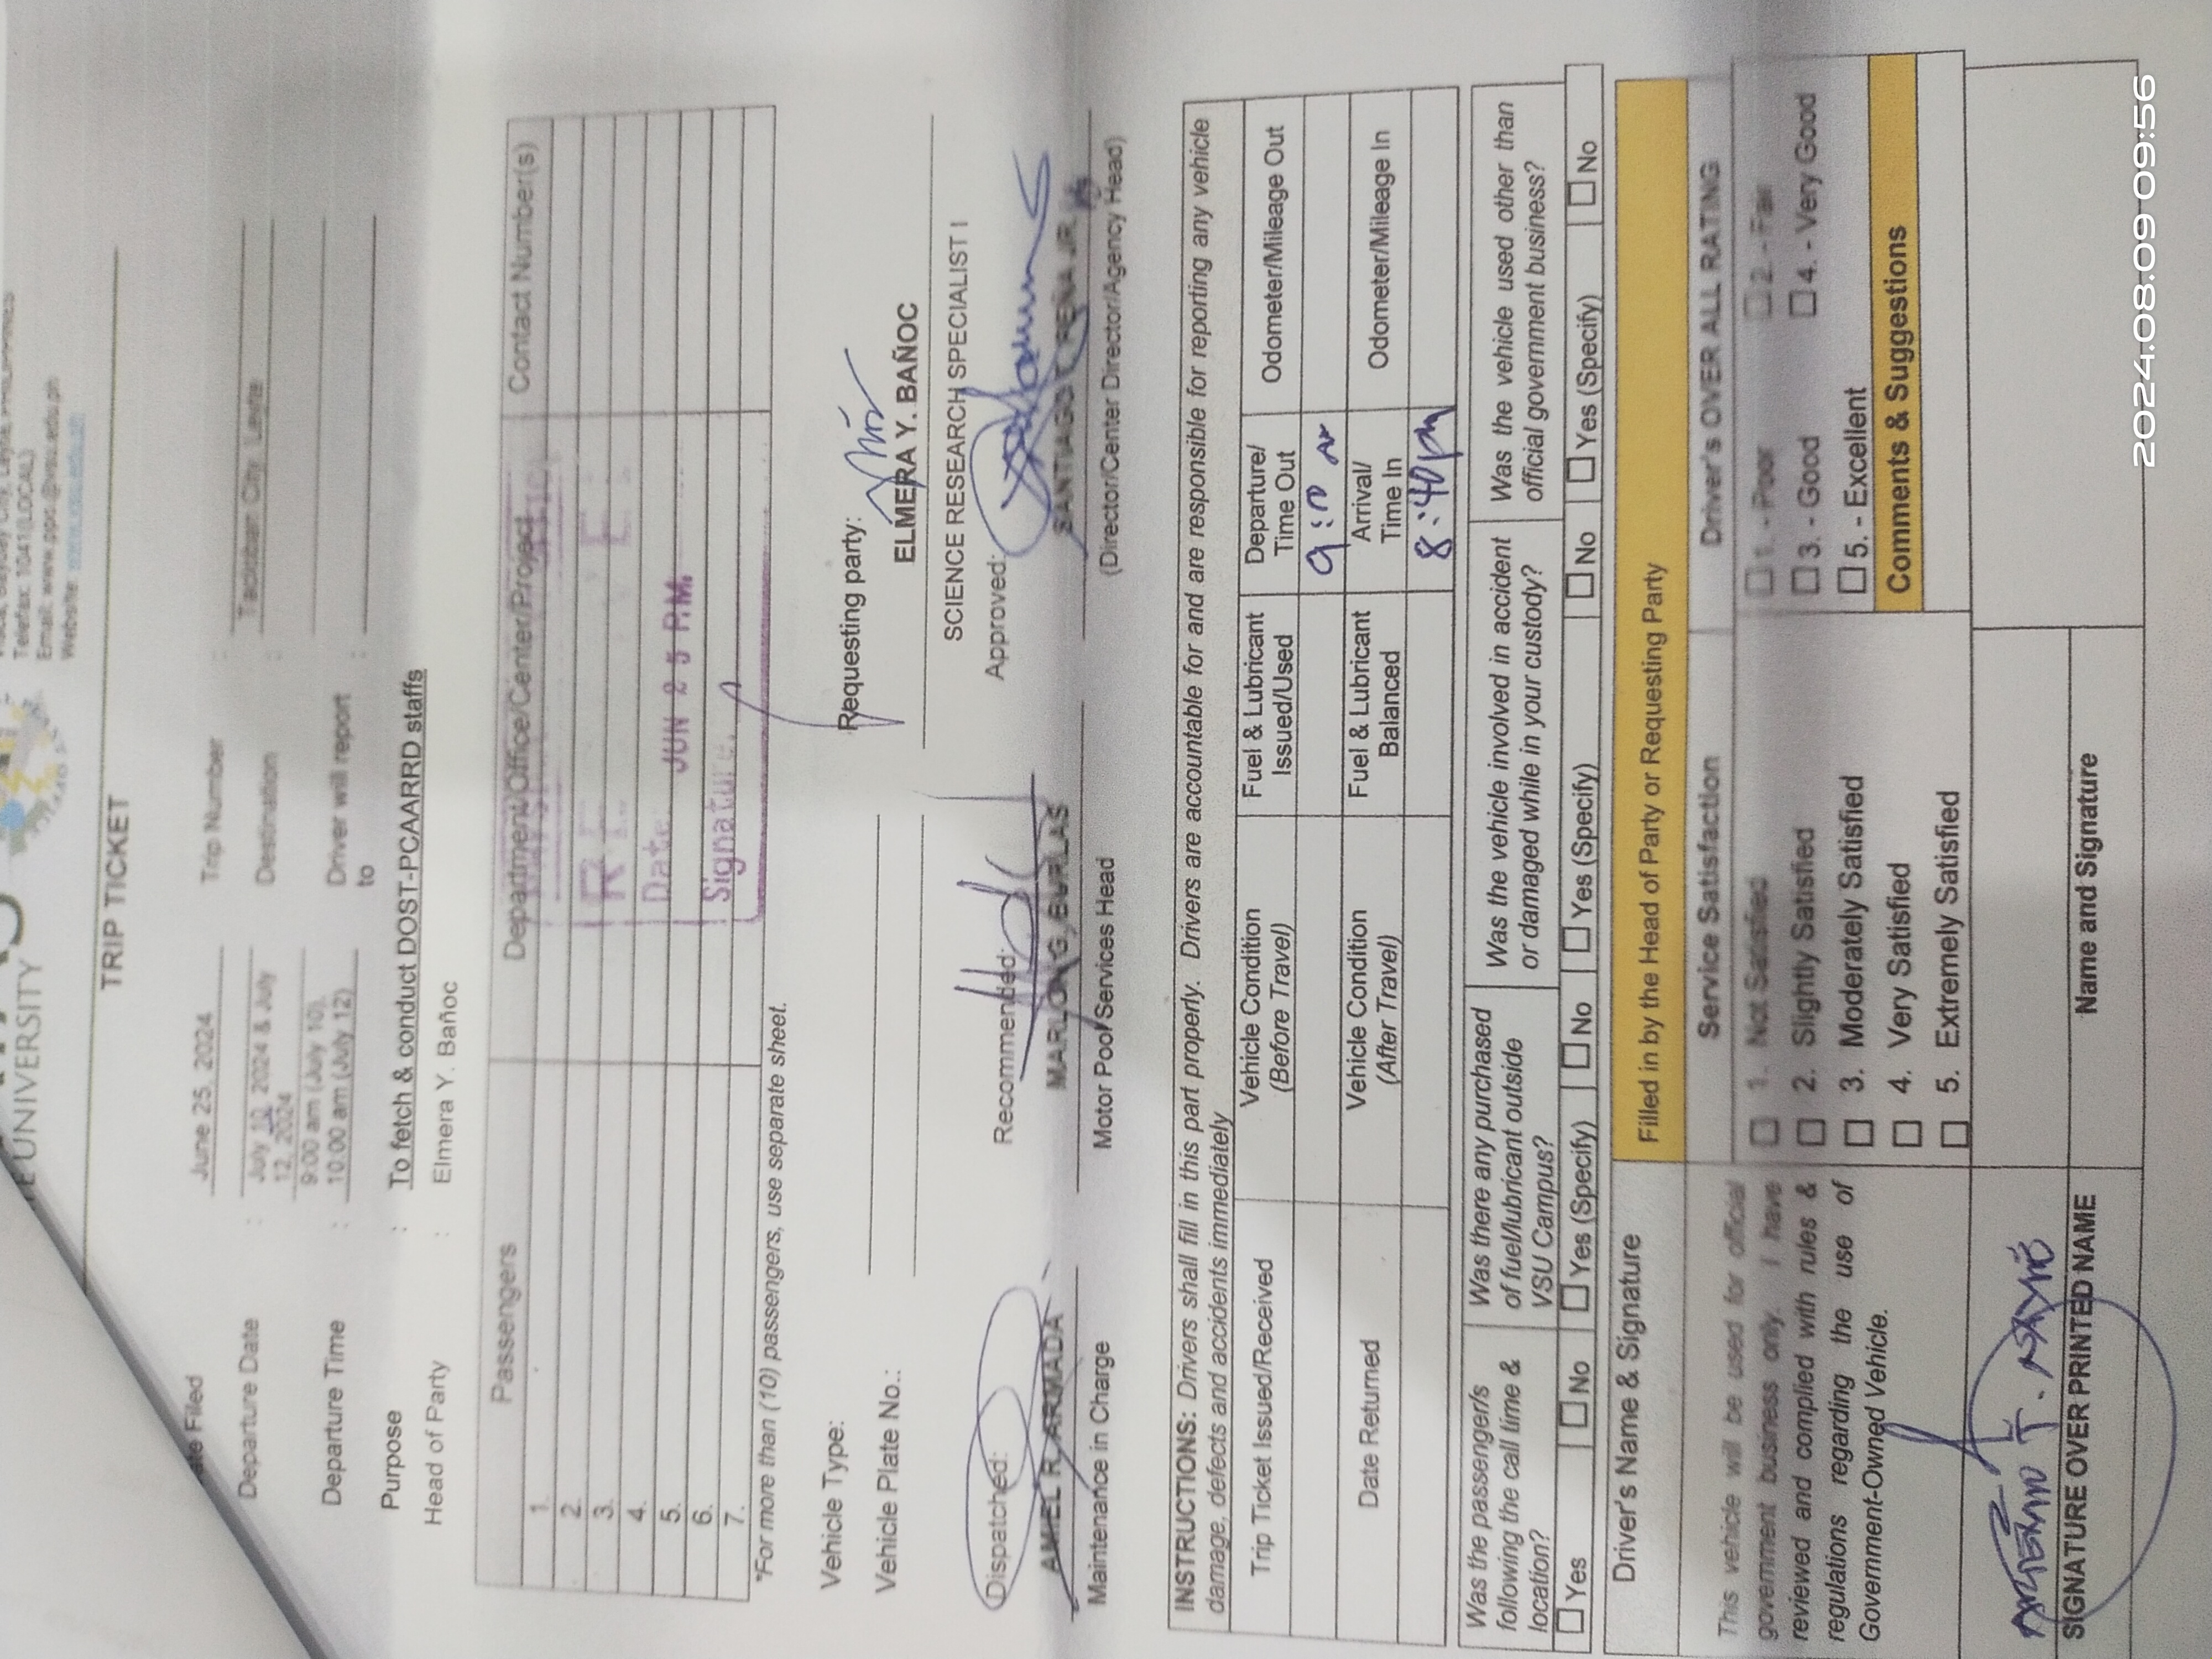 UNIVERSITY
Telefax: 1041(LOCAL)
Website: www.vsu.edu.ph
TRIP TICKET
Filed June 25, 2024 Trip Number :
Departure Date : July 10, 2024 & July 12, 2024 Destination : Tacloban City, Leyte
Departure Time : 9:00 am (July 10), 10:00 am (July 12) Driver will report to :
Purpose : To fetch & conduct DOST-PCAARRD staffs
Head of Party : Elmera Y. Bañoc
Passengers Department/Office/Center/Project Contact Number(s)
1.
2.
3.
4.
5.
6.
7.
Date JUN 25 P.M.
Signature
*For more than (10) passengers, use separate sheet.
Vehicle Type:
Vehicle Plate No.:
Requesting party:
ELMERA Y. BAÑOC
SCIENCE RESEARCH SPECIALIST I
Dispatched: Recommended: Approved:
AMIEL R. ARMADA MARLON G. BURLAS SANTIAGO T. PEÑA JR.
Maintenance in Charge Motor Pool Services Head (Director/Center Director/Agency Head)
INSTRUCTIONS: Drivers shall fill in this part properly. Drivers are accountable for and are responsible for reporting any vehicle
damage, defects and accidents immediately
Trip Ticket Issued/Received Vehicle Condition (Before Travel) Fuel & Lubricant Issued/Used Departure/ Time Out Odometer/Mileage Out
9:10 Am
Date Returned Vehicle Condition (After Travel) Fuel & Lubricant Balanced Arrival/ Time In Odometer/Mileage In
8:40 pm
Was the passenger/s following the call time & location? Was there any purchased of fuel/lubricant outside VSU Campus? Was the vehicle involved in accident or damaged while in your custody? Was the vehicle used other than official government business?
Yes No Yes (Specify) No Yes (Specify) No Yes (Specify) No
Driver's Name & Signature Filled in by the Head of Party or Requesting Party
This vehicle will be used for official
government business only. I have
reviewed and complied with rules &
regulations regarding the use of
Government-Owned Vehicle.
Service Satisfaction
1. Not Satisfied
2. Slightly Satisfied
3. Moderately Satisfied
4. Very Satisfied
5. Extremely Satisfied
Driver's OVER ALL RATING
1. - Poor 2 - Fair
3. - Good 4. - Very Good
5. - Excellent
Comments & Suggestions
SIGNATURE OVER PRINTED NAME Name and Signature
2024.08.09 09:56